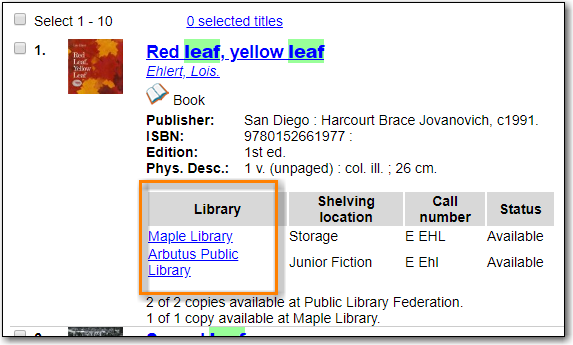 Select 1 - 10 0 selected titles
1. Red leaf, yellow leaf
Ehlert, Lois.
Red
Leaf,
Yellow
Leaf
Book
Publisher: San Diego : Harcourt Brace Jovanovich, c1991.
ISBN: 9780152661977 :
Edition: 1st ed.
Phys. Desc.: 1 v. (unpaged) : col. ill. ; 26 cm.
Library Shelving location Call number Status
Maple Library Storage E EHL Available
Arbutus Public Library Junior Fiction E Ehl Available
2 of 2 copies available at Public Library Federation.
1 of 1 copy available at Maple Library.